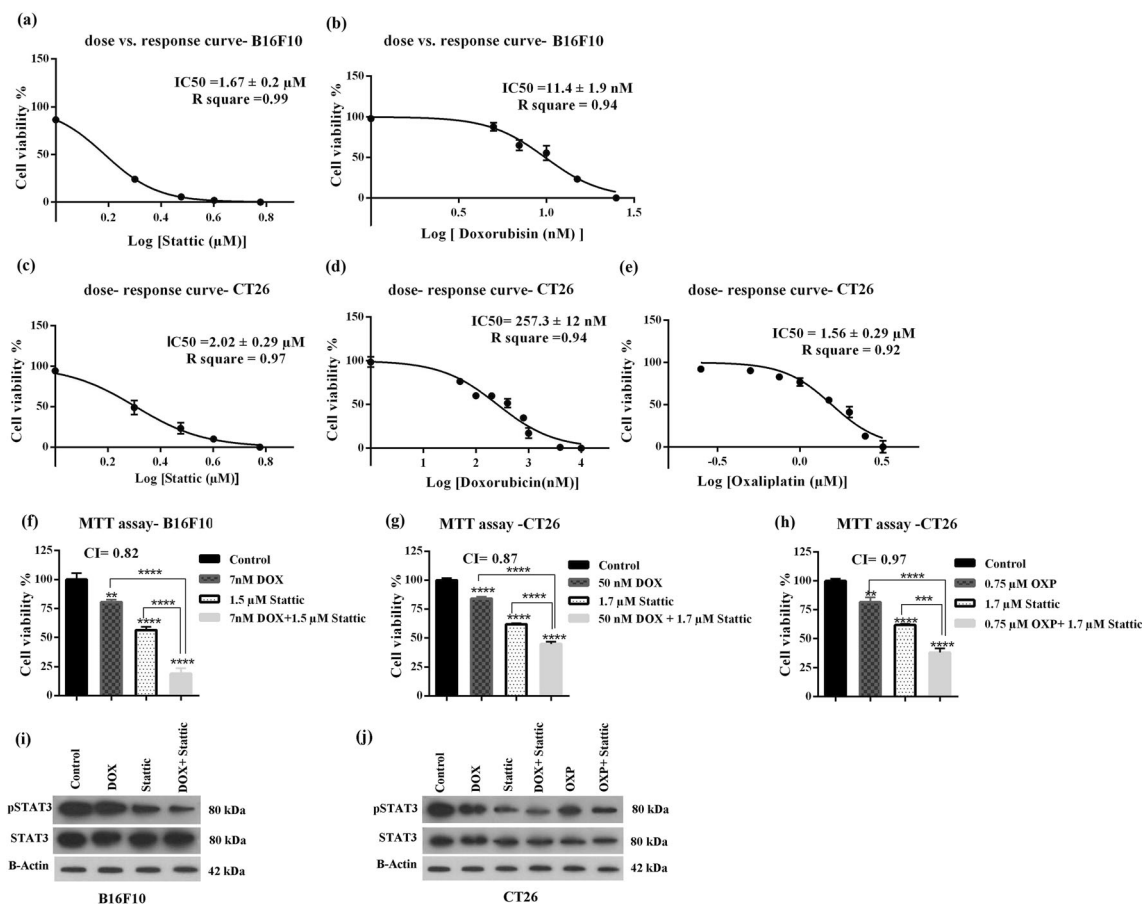 (a)
dose vs. response curve- B16F10
IC50 =1.67 ± 0.2 µM
R square =0.99
Cell viability %
150
100
50
0
0.2 0.4 0.6 0.8
Log [Stattic (µM)]
(b)
dose vs. response curve- B16F10
IC50 =11.4 ± 1.9 nM
R square = 0.94
Cell viability %
150
100
50
0
0.5 1.0 1.5
Log [ Doxorubisin (nM) ]
(c)
dose- response curve- CT26
IC50 =2.02 ± 0.29 µM
R square = 0.97
Cell viability %
150
100
50
0
0.2 0.4 0.6 0.8
Log [Stattic (µM)]
(d)
dose- response curve- CT26
IC50= 257.3 ± 12 nM
R square =0.94
Cell viability %
150
100
50
0
1 2 3 4
Log [Doxorubicin(nM)]
(e)
dose- response curve- CT26
IC50 = 1.56 ± 0.29 µM
R square = 0.92
Cell viability %
150
100
50
0
-0.5 0.0 0.5
Log [Oxaliplatin (µM)]
(f)
MTT assay- B16F10
CI= 0.82
Cell viability %
125
100
75
50
25
0
**
****
****
****
****
Control
7nM DOX
1.5 µM Stattic
7nM DOX+1.5 µM Stattic
(g)
MTT assay -CT26
CI= 0.87
Cell viability %
125
100
75
50
25
0
****
****
****
****
****
Control
50 nM DOX
1.7 µM Stattic
50 nM DOX + 1.7 µM Stattic
(h)
MTT assay -CT26
CI= 0.97
Cell viability %
125
100
75
50
25
0
****
**
***
****
****
Control
0.75 µM OXP
1.7 µM Stattic
0.75 µM OXP+ 1.7 µM Stattic
(i)
Control
DOX
Stattic
DOX+ Stattic
pSTAT3 80 kDa
STAT3 80 kDa
B-Actin 42 kDa
B16F10
(j)
Control
DOX
Stattic
DOX+ Stattic
OXP
OXP+ Stattic
pSTAT3 80 kDa
STAT3 80 kDa
B-Actin 42 kDa
CT26